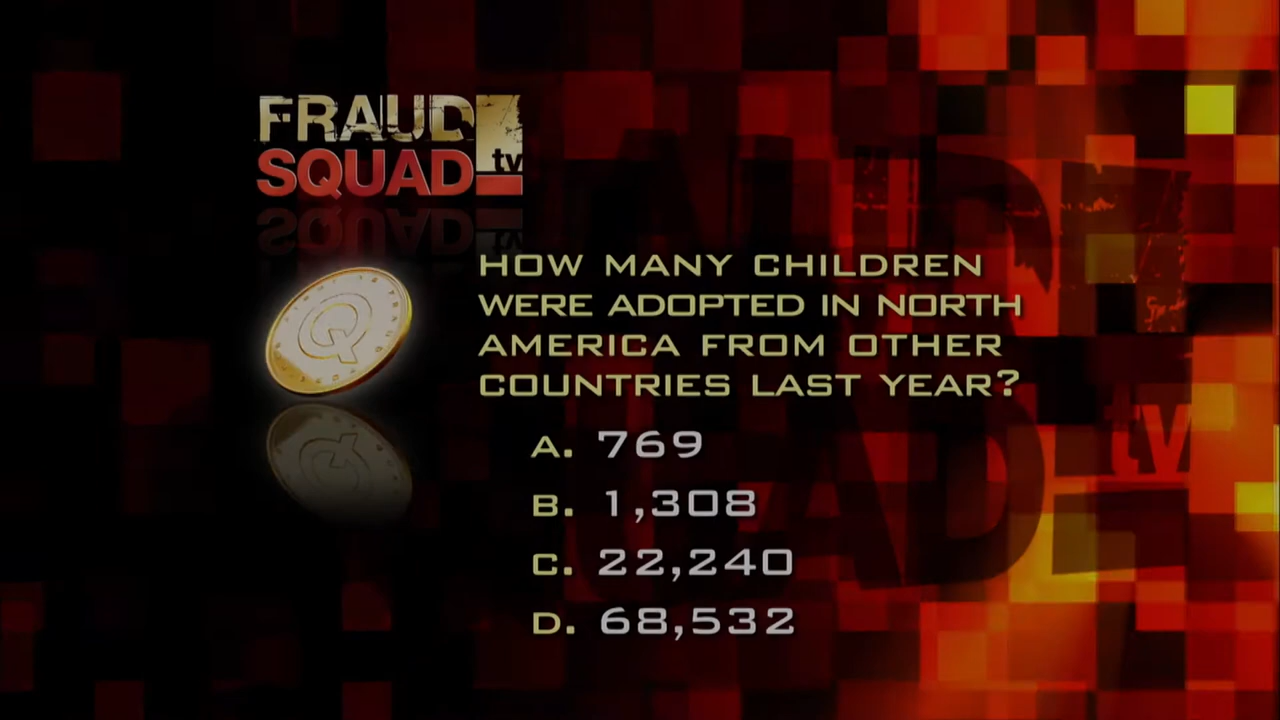 FRAUD
SQUAD tv
HOW MANY CHILDREN
WERE ADOPTED IN NORTH
AMERICA FROM OTHER
COUNTRIES LAST YEAR?
A. 769
B. 1,308
C. 22,240
D. 68,532
Q
tv